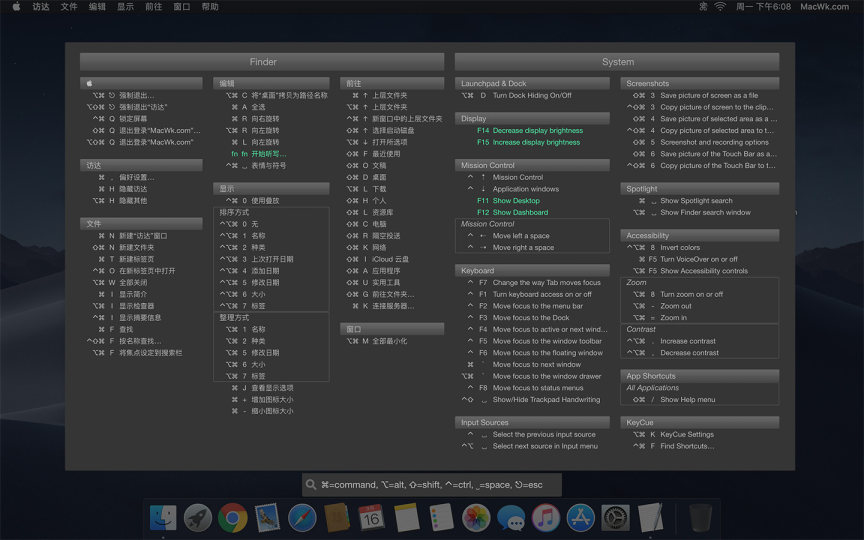 访达 文件 编辑 显示 前往 窗口 帮助 周一 下午6:08 MacWk.com
Finder
⌥⌘ ⎋ 强制退出...
⌥⇧⌘ ⎋ 强制退出“访达”
⌃⌘ Q 锁定屏幕
⇧⌘ Q 退出登录“MacWk.com”...
⌥⇧⌘ Q 退出登录“MacWk.com”
访达
⌘ , 偏好设置...
⌘ H 隐藏访达
⌥⌘ H 隐藏其他
文件
⌘ N 新建“访达”窗口
⇧⌘ N 新建文件夹
⌘ T 新建标签页
⌃⌘ O 在新标签页中打开
⌥⌘ W 全部关闭
⌘ I 显示简介
⌥⌘ I 显示检查器
⌃⌘ I 显示摘要信息
⌘ F 查找
⌃⇧⌘ F 按名称查找...
⌥⌘ F 将焦点设定到搜索栏
编辑
⌥⌘ C 将“桌面”拷贝为路径名称
⌘ A 全选
⌘ R 向右旋转
⌥⌘ R 向左旋转
⌘ L 向左旋转
fn fn 开始听写...
⌃⌘ ⎵ 表情与符号
显示
⌃⌘ 0 使用叠放
排序方式
⌃⌥⌘ 0 无
⌃⌥⌘ 1 名称
⌃⌥⌘ 2 种类
⌃⌥⌘ 3 上次打开日期
⌃⌥⌘ 4 添加日期
⌃⌥⌘ 5 修改日期
⌃⌥⌘ 6 大小
⌃⌥⌘ 7 标签
整理方式
⌥⌘ 1 名称
⌥⌘ 2 种类
⌥⌘ 5 修改日期
⌥⌘ 6 大小
⌥⌘ 7 标签
⌘ J 查看显示选项
⌘ + 增加图标大小
⌘ - 缩小图标大小
前往
⌘ ↑ 上层文件夹
⌥⌘ ↑ 上层文件夹
⌃⌘ ↑ 新窗口中的上层文件夹
⇧⌘ ↑ 选择启动磁盘
⌥⌘ ↓ 打开所选项
⇧⌘ F 最近使用
⇧⌘ O 文稿
⇧⌘ D 桌面
⌥⌘ L 下载
⇧⌘ H 个人
⇧⌘ L 资源库
⇧⌘ C 电脑
⇧⌘ R 隔空投送
⇧⌘ K 网络
⇧⌘ I iCloud 云盘
⇧⌘ A 应用程序
⇧⌘ U 实用工具
⇧⌘ G 前往文件夹...
⌘ K 连接服务器...
窗口
⌥⌘ M 全部最小化
System
Launchpad & Dock
⌥⌘ D Turn Dock Hiding On/Off
Display
F14 Decrease display brightness
F15 Increase display brightness
Mission Control
⌃ ↑ Mission Control
⌃ ↓ Application windows
F11 Show Desktop
F12 Show Dashboard
Mission Control
⌃ ← Move left a space
⌃ → Move right a space
Keyboard
⌃ F7 Change the way Tab moves focus
⌃ F1 Turn keyboard access on or off
⌃ F2 Move focus to the menu bar
⌃ F3 Move focus to the Dock
⌃ F4 Move focus to active or next wind...
⌃ F5 Move focus to the window toolbar
⌃ F6 Move focus to the floating window
⌘ ` Move focus to next window
⌥⌘ ` Move focus to the window drawer
⌃ F8 Move focus to status menus
⌃⇧ ⎵ Show/Hide Trackpad Handwriting
Input Sources
⌃ ⎵ Select the previous input source
⌃⌥ ⎵ Select next source in Input menu
Screenshots
⇧⌘ 3 Save picture of screen as a file
⌃⇧⌘ 3 Copy picture of screen to the clip...
⇧⌘ 4 Save picture of selected area as a ...
⌃⇧⌘ 4 Copy picture of selected area to t...
⇧⌘ 5 Screenshot and recording options
⇧⌘ 6 Save picture of the Touch Bar as a...
⌃⇧⌘ 6 Copy picture of the Touch Bar to t...
Spotlight
⌘ ⎵ Show Spotlight search
⌥⌘ ⎵ Show Finder search window
Accessibility
⌃⌥⌘ 8 Invert colors
⌘ F5 Turn VoiceOver on or off
⌥⌘ F5 Show Accessibility controls
Zoom
⌥⌘ 8 Turn zoom on or off
⌥⌘ - Zoom out
⌥⌘ = Zoom in
Contrast
⌃⌥⌘ . Increase contrast
⌃⌥⌘ , Decrease contrast
App Shortcuts
All Applications
⇧⌘ / Show Help menu
KeyCue
⌥⌘ K KeyCue Settings
⌃⌘ F Find Shortcuts...
⌘=command, ⌥=alt, ⇧=shift, ⌃=ctrl, ⎵=space, ⎋=esc
16